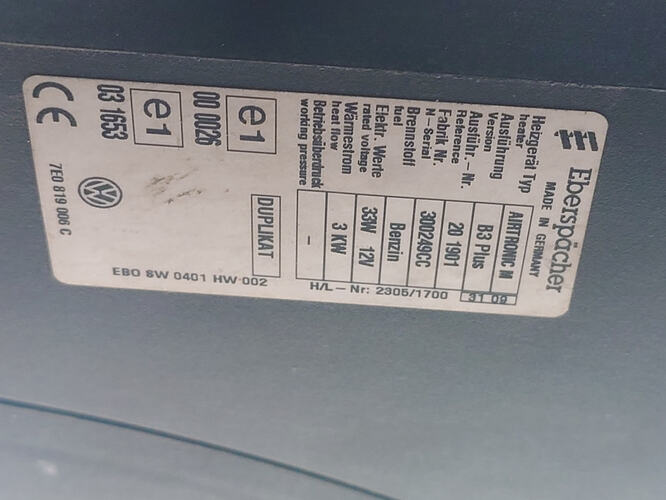 Eberspächer
MADE IN GERMANY
Heizgerät Typ
heater
AIRTRONIC M
Ausführung
Version
B3 Plus
Ausführ.-Nr.
Reference
20 1901
31 09
Fabrik Nr.
N-Serial
300249CC
Brennstoff
fuel
Benzin
Elektr. Werte
rated voltage
33W 12V
Wärmestrom
heat flow
3 KW
Betriebsüberdruck
working pressure
-
H/L - Nr: 2305/1700
e1
00 0026
DUPLIKAT
e1
03 1653
EBO SW 0401 HW 002
CE
VW
7E0 819 006 C